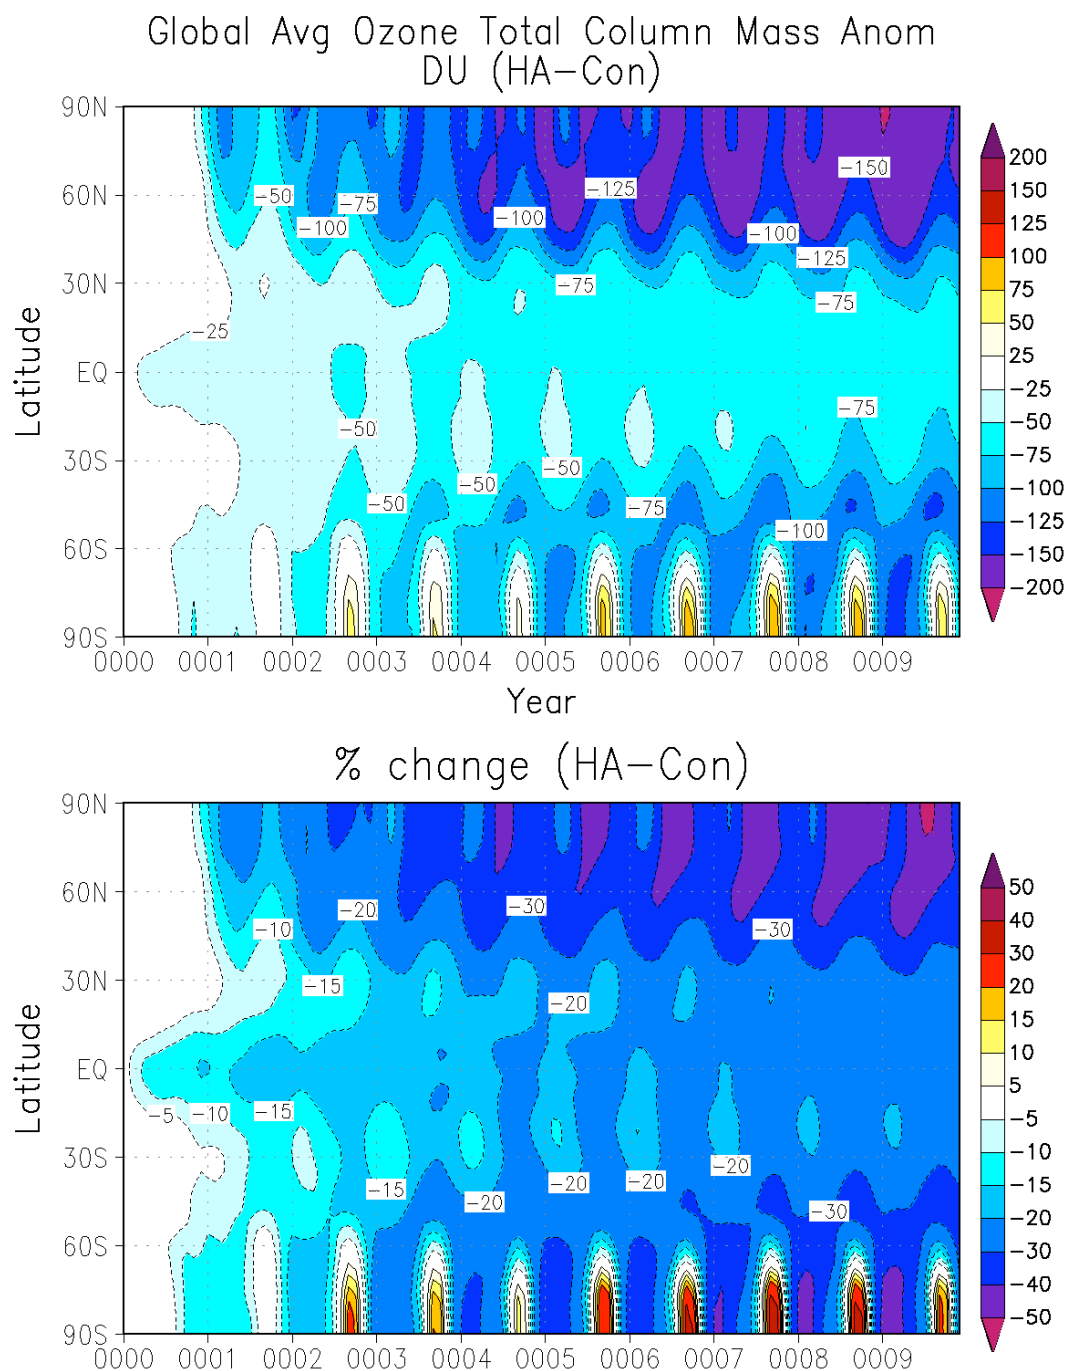 Global Avg Ozone Total Column Mass Anom
DU (HA-Con)
90N
60N
30N
EQ
30S
60S
90S
Latitude
-50
-75
-100
-100
-125
-150
-100
-125
-75
-75
-25
-50
-50
-50
-50
-75
-75
-100
200
150
125
100
75
50
25
-25
-50
-75
-100
-125
-150
-200
0000 0001 0002 0003 0004 0005 0006 0007 0008 0009
Year
% change (HA-Con)
90N
60N
30N
EQ
30S
60S
90S
Latitude
-10
-20
-30
-30
-15
-20
-5
-10
-15
-15
-20
-20
-20
-20
-30
50
40
30
20
15
10
5
-5
-10
-15
-20
-30
-40
-50
0000 0001 0002 0003 0004 0005 0006 0007 0008 0009